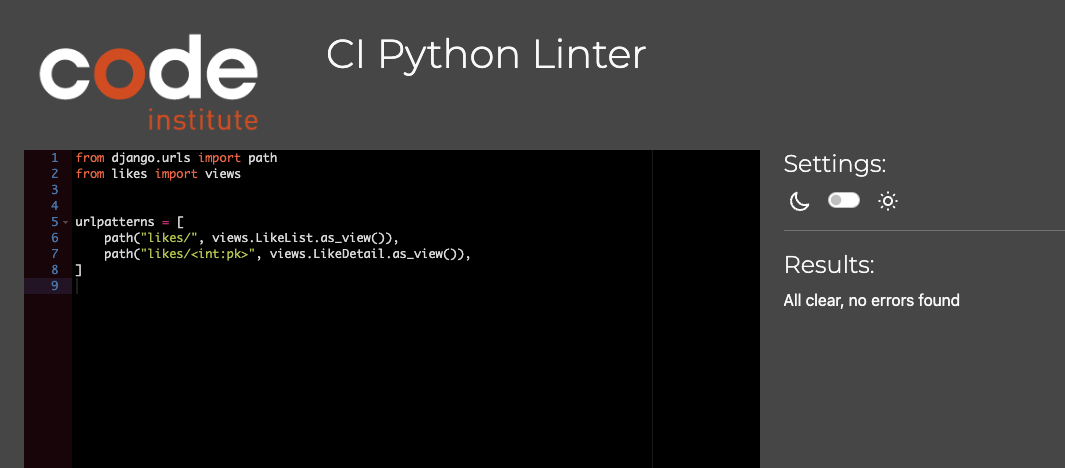 code
institute
CI Python Linter
1 from django.urls import path
2 from likes import views
3
4
5 urlpatterns = [
6     path("likes/", views.LikeList.as_view()),
7     path("likes/<int:pk>", views.LikeDetail.as_view()),
8 ]
9
Settings:
Results:
All clear, no errors found